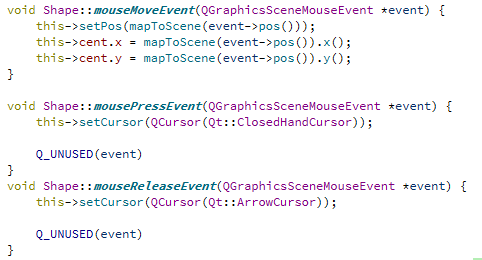 void Shape::mouseMoveEvent(QGraphicsSceneMouseEvent *event) {
    this->setPos(mapToScene(event->pos()));
    this->cent.x = mapToScene(event->pos()).x();
    this->cent.y = mapToScene(event->pos()).y();
}

void Shape::mousePressEvent(QGraphicsSceneMouseEvent *event) {
    this->setCursor(QCursor(Qt::ClosedHandCursor));

    Q_UNUSED(event)
}
void Shape::mouseReleaseEvent(QGraphicsSceneMouseEvent *event) {
    this->setCursor(QCursor(Qt::ArrowCursor));

    Q_UNUSED(event)
}